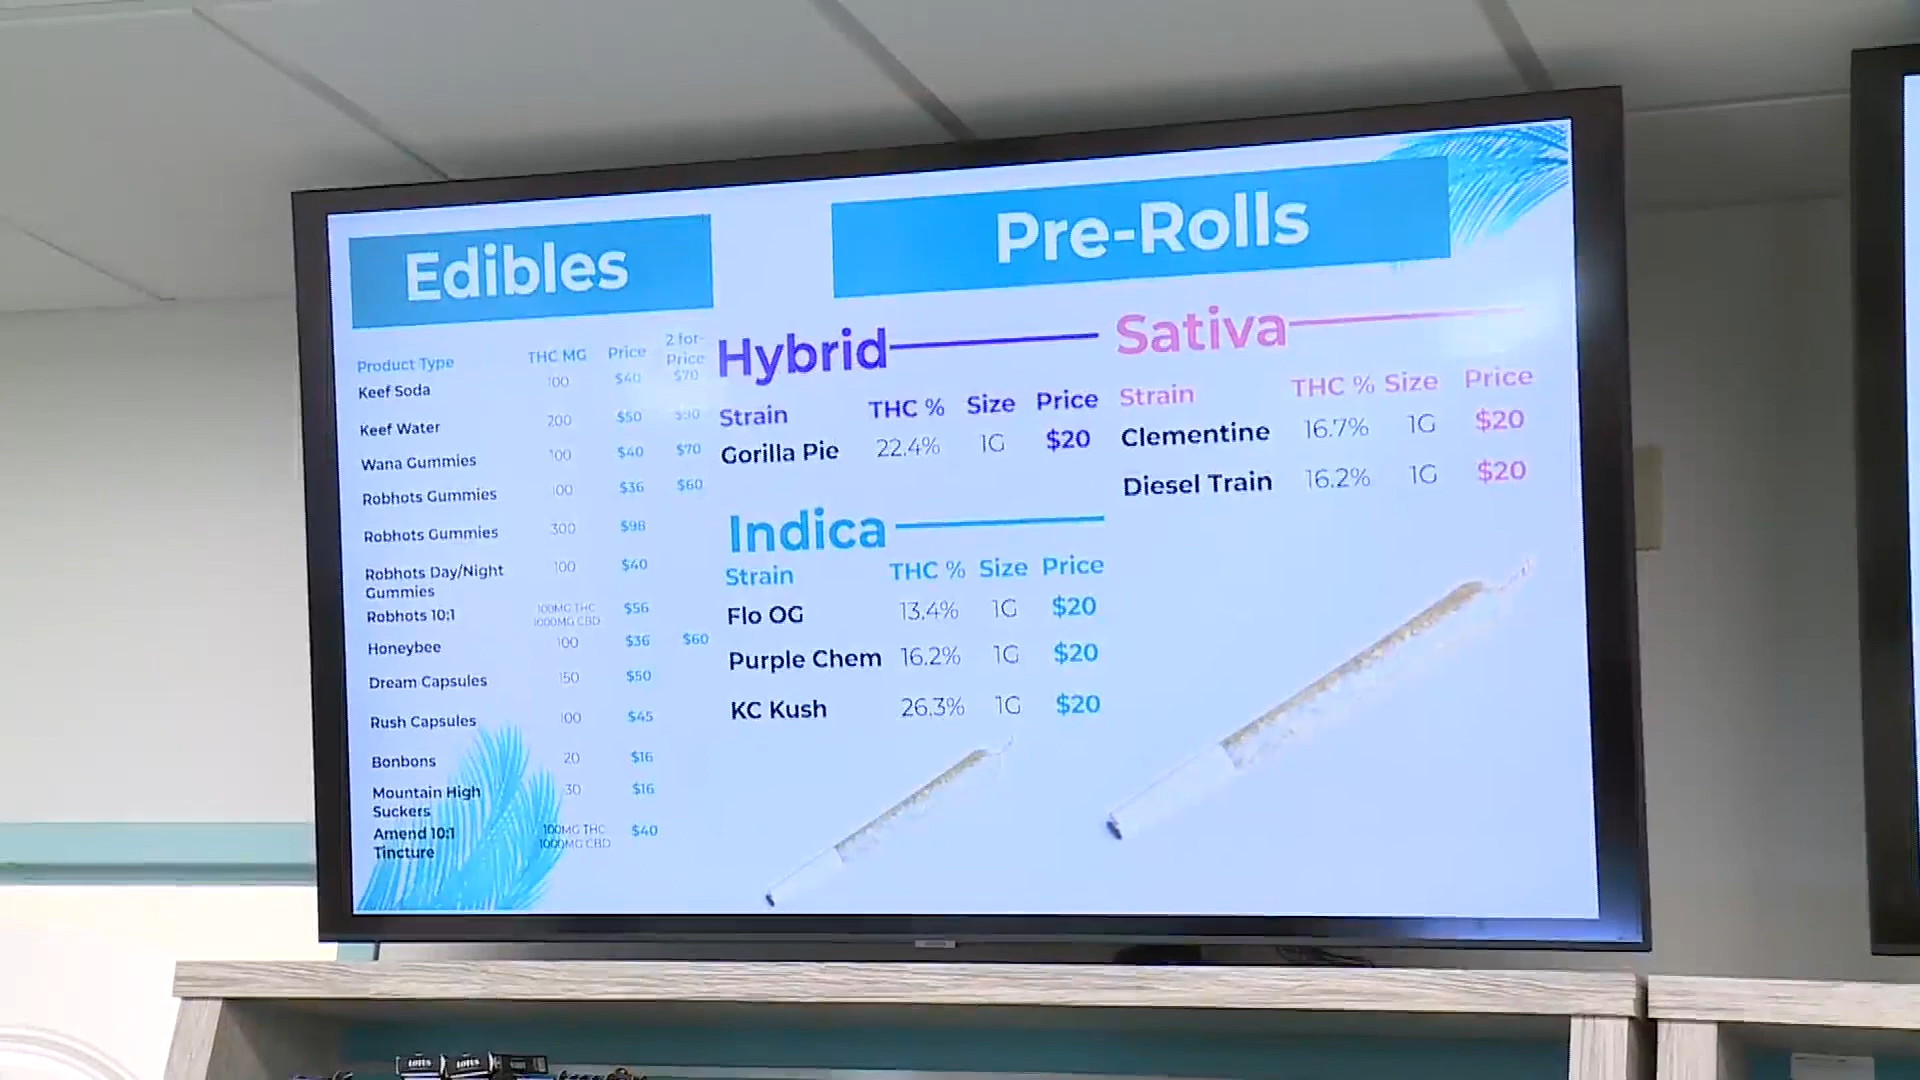 Edibles
Product Type THC MG Price 2 for- Price
Keef Soda 100 $40 $70
Keef Water 200 $50 $90
Wana Gummies 100 $40 $70
Robhots Gummies 100 $36 $60
Robhots Gummies 300 $98
Robhots Day/Night 100 $40
Gummies
Robhots 10:1 100MG THC $56
1000MG CBD
Honeybee 100 $36 $60
Dream Capsules 150 $50
Rush Capsules 100 $45
Bonbons 20 $16
Mountain High 30 $16
Suckers
Amend 10:1 100MG THC $40
Tincture 1000MG CBD
Pre-Rolls
Hybrid
Strain THC % Size Price
Gorilla Pie 22.4% 1G $20
Indica
Strain THC % Size Price
Flo OG 13.4% 1G $20
Purple Chem 16.2% 1G $20
KC Kush 26.3% 1G $20
Sativa
Strain THC % Size Price
Clementine 16.7% 1G $20
Diesel Train 16.2% 1G $20